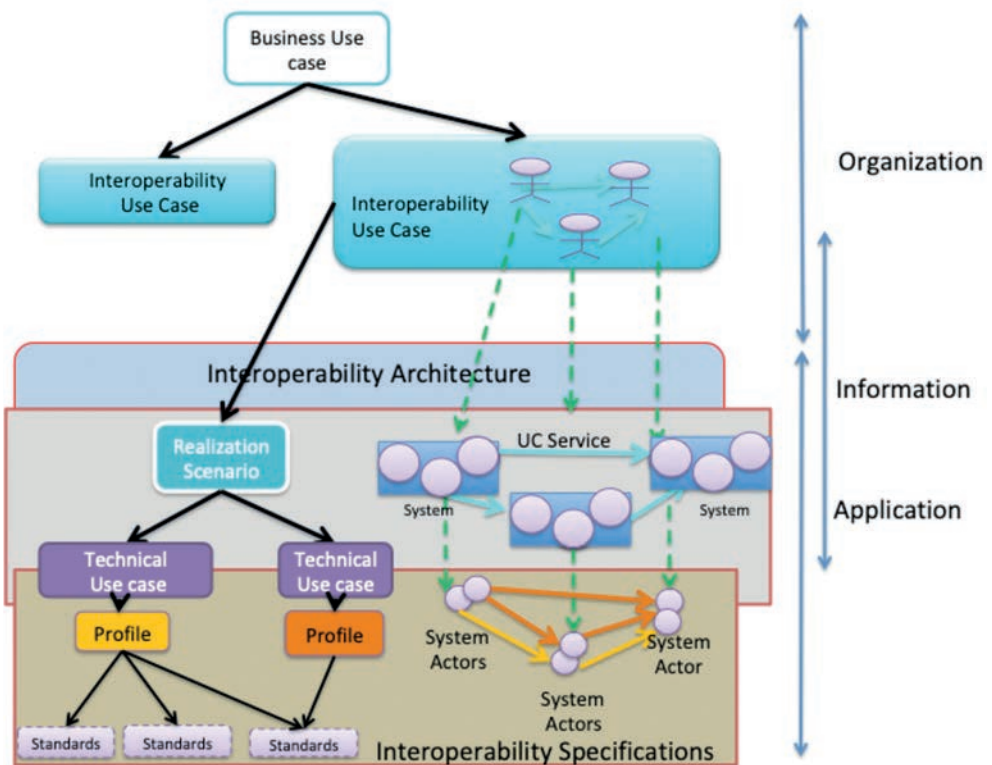 Business Use
case
Interoperability
Use Case
Interoperability
Use Case
Organization
Interoperability Architecture
Information
Realization
Scenario
UC Service
System
System
Application
Technical
Use case
Technical
Use case
Profile
Profile
System
Actors
System
Actor
System
Actors
Standards
Standards
Standards
Interoperability Specifications